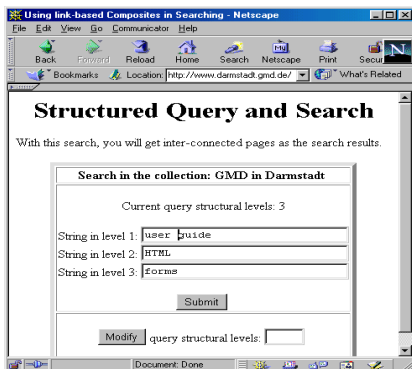 Using link-based Composites in Searching - Netscape
File Edit View Go Communicator Help
Back Forward Reload Home Search Netscape Print Secur
Bookmarks Location: http://www.darmstadt.gmd.de/ What's Related
Structured Query and Search
With this search, you will get inter-connected pages as the search results.
Search in the collection: GMD in Darmstadt
Current query structural levels: 3
String in level 1: user guide
String in level 2: HTML
String in level 3: forms
Submit
Modify query structural levels:
Document: Done